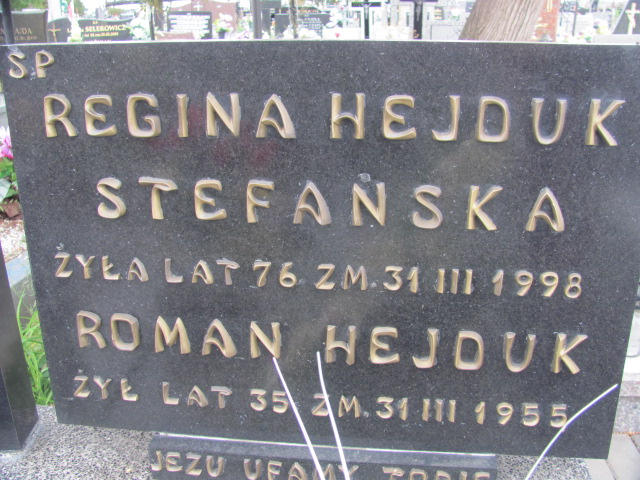 S P
REGINA HEJDUK
STEFAŃSKA
ŻYŁA LAT 76 ZM. 31 III 1998
ROMAN HEJDUK
ŻYŁ LAT 35 ZM. 31 III 1955
JEZU UFAMY TOBIE